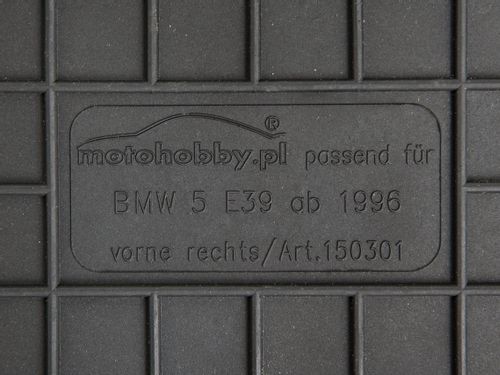 motohobby.pl® passend für
BMW 5 E39 ab 1996
vorne rechts/Art.150301